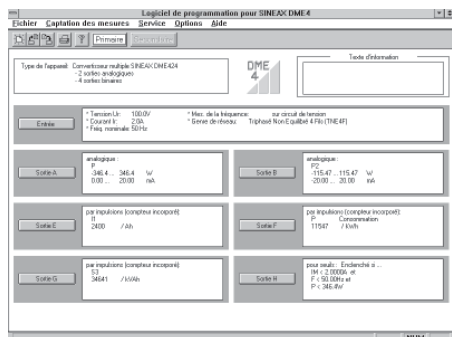 Logiciel de programmation pour SINEAX DME 4
Fichier Captation des mesures Service Options Aide
Primaire
Type de l'appareil: Convertisseur multiple SINEAX DME424
- 2 sorties analogiques
- 4 sorties binaires
DME
4
Texte d'information
Entrée
* Tension Ur: 100.0V
* Courant Ir: 2.0A
* Fréq. nominale: 50 Hz
* Mes. de la fréquence: sur circuit de tension
* Genre de réseau: Triphasé Non Equilibré 4 Fils (TNE4F)
Sortie A
analogique :
P
-346.4 ... 346.4 W
0.00 ... 20.00 mA
Sortie B
analogique :
P2
-115.47 ... 115.47 W
-20.00 ... 20.00 mA
Sortie E
par impulsions (compteur incorporé):
I1
2400 / Ah
Sortie F
par impulsions (compteur incorporé):
P Consommation
11547 / kWh
Sortie G
par impulsions (compteur incorporé):
S3
34641 / kVAh
Sortie H
pour seuils : Enclenché si ...
IM < 2.0000A et
F < 50.00Hz et
P < 346.4W
NUM